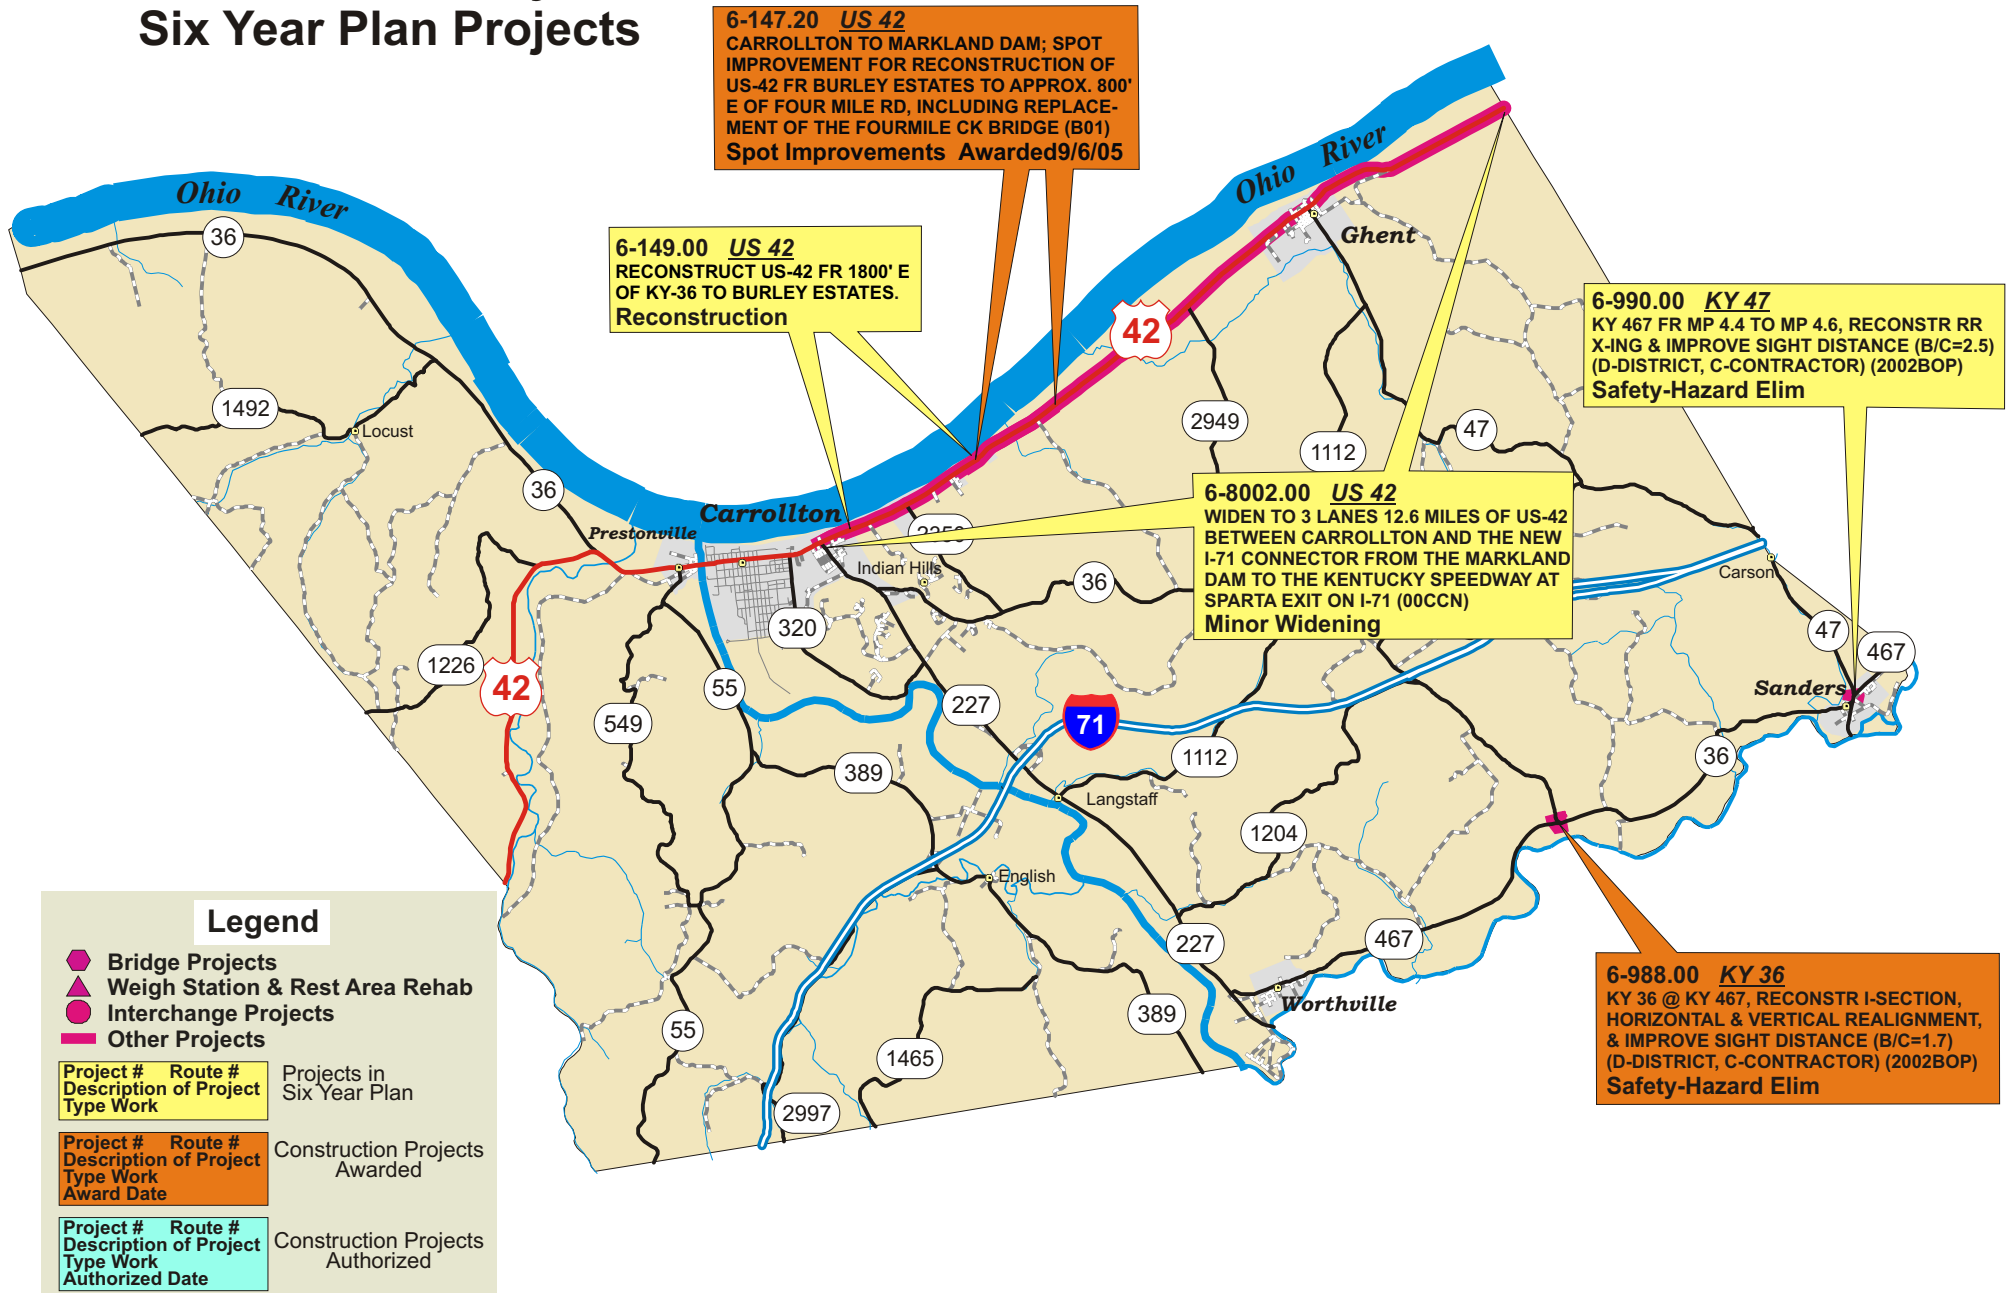 Six Year Plan Projects
6-147.20 US 42
CARROLLTON TO MARKLAND DAM; SPOT
IMPROVEMENT FOR RECONSTRUCTION OF
US-42 FR BURLEY ESTATES TO APPROX. 800'
E OF FOUR MILE RD, INCLUDING REPLACE-
MENT OF THE FOURMILE CK BRIDGE (B01)
Spot Improvements Awarded9/6/05
6-149.00 US 42
RECONSTRUCT US-42 FR 1800' E
OF KY-36 TO BURLEY ESTATES.
Reconstruction
6-990.00 KY 47
KY 467 FR MP 4.4 TO MP 4.6, RECONSTR RR
X-ING & IMPROVE SIGHT DISTANCE (B/C=2.5)
(D-DISTRICT, C-CONTRACTOR) (2002BOP)
Safety-Hazard Elim
6-8002.00 US 42
WIDEN TO 3 LANES 12.6 MILES OF US-42
BETWEEN CARROLLTON AND THE NEW
I-71 CONNECTOR FROM THE MARKLAND
DAM TO THE KENTUCKY SPEEDWAY AT
SPARTA EXIT ON I-71 (00CCN)
Minor Widening
6-988.00 KY 36
KY 36 @ KY 467, RECONSTR I-SECTION,
HORIZONTAL & VERTICAL REALIGNMENT,
& IMPROVE SIGHT DISTANCE (B/C=1.7)
(D-DISTRICT, C-CONTRACTOR) (2002BOP)
Safety-Hazard Elim
Ohio River
Ohio River
36
Ghent
42
1492
Locust
2949
1112
47
36
Carrollton
Prestonville
Indian Hills
36
Carson
320
47
467
1226
42
55
227
Sanders
549
71
1112
36
389
Langstaff
1204
English
227
467
Worthville
55
389
1465
2997
Legend
Bridge Projects
Weigh Station & Rest Area Rehab
Interchange Projects
Other Projects
Project # Route #
Description of Project
Type Work
Projects in
Six Year Plan
Project # Route #
Description of Project
Type Work
Award Date
Construction Projects
Awarded
Project # Route #
Description of Project
Type Work
Authorized Date
Construction Projects
Authorized